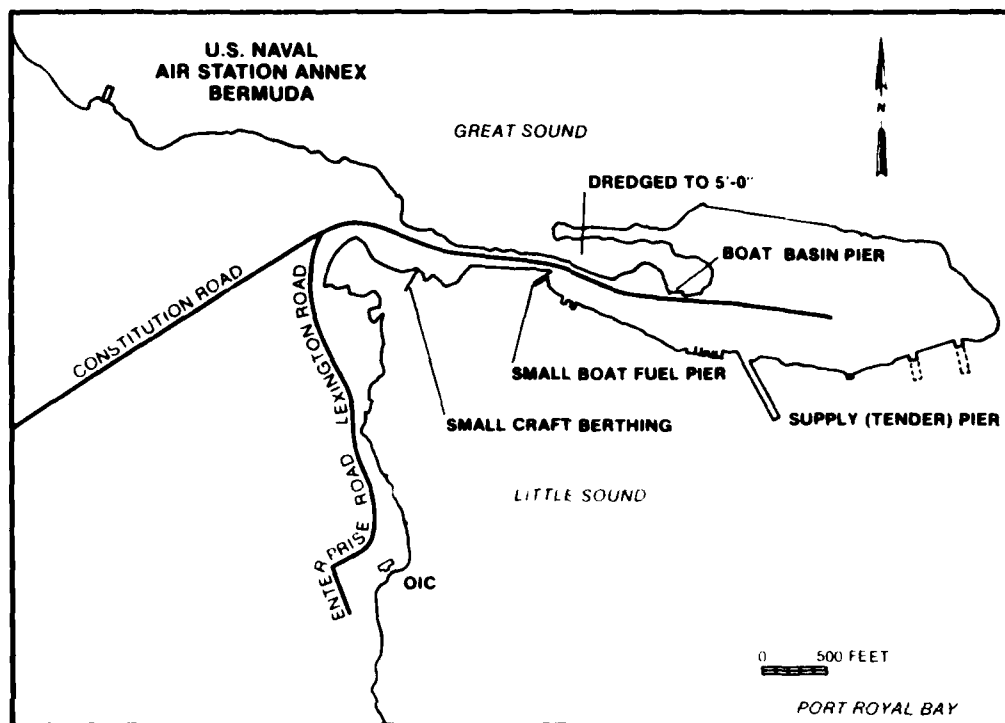 U.S. NAVAL
AIR STATION ANNEX
BERMUDA
GREAT SOUND
N
DREDGED TO 5'-0"
BOAT BASIN PIER
CONSTITUTION ROAD
LEXINGTON ROAD
SMALL BOAT FUEL PIER
SMALL CRAFT BERTHING
SUPPLY (TENDER) PIER
LITTLE SOUND
ENTERPRISE ROAD
OIC
0 500 FEET
PORT ROYAL BAY